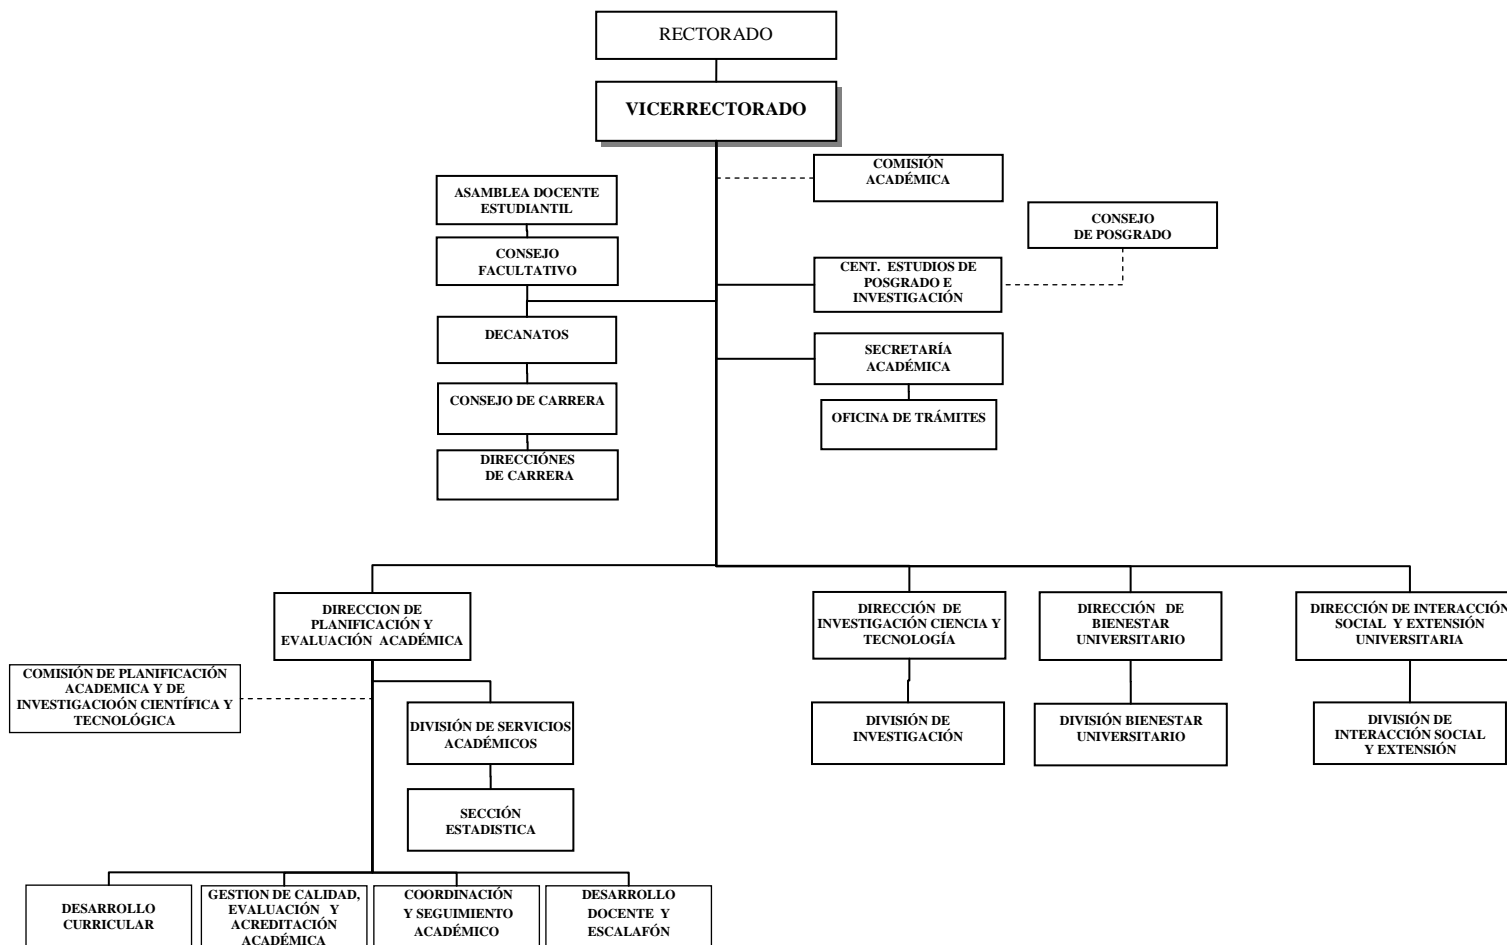 RECTORADO
VICERRECTORADO
COMISIÓN
ACADÉMICA
ASAMBLEA DOCENTE
ESTUDIANTIL
CONSEJO
DE POSGRADO
CONSEJO
FACULTATIVO
CENT. ESTUDIOS DE
POSGRADO E
INVESTIGACIÓN
DECANATOS
SECRETARÍA
ACADÉMICA
CONSEJO DE CARRERA
OFICINA DE TRÁMITES
DIRECCIÓNES
DE CARRERA
DIRECCION DE
PLANIFICACIÓN Y
EVALUACIÓN ACADÉMICA
DIRECCIÓN DE
INVESTIGACIÓN CIENCIA Y
TECNOLOGÍA
DIRECCIÓN DE
BIENESTAR
UNIVERSITARIO
DIRECCIÓN DE INTERACCIÓN
SOCIAL Y EXTENSIÓN
UNIVERSITARIA
COMISIÓN DE PLANIFICACIÓN
ACADEMICA Y DE
INVESTIGACIOÓN CIENTÍFICA Y
TECNOLÓGICA
DIVISIÓN DE SERVICIOS
ACADÉMICOS
DIVISIÓN DE
INVESTIGACIÓN
DIVISIÓN BIENESTAR
UNIVERSITARIO
DIVISIÓN DE
INTERACCIÓN SOCIAL
Y EXTENSIÓN
SECCIÓN
ESTADISTICA
DESARROLLO
CURRICULAR
GESTION DE CALIDAD,
EVALUACIÓN Y
ACREDITACIÓN
ACADÉMICA
COORDINACIÓN
Y SEGUIMIENTO
ACADÉMICO
DESARROLLO
DOCENTE Y
ESCALAFÓN